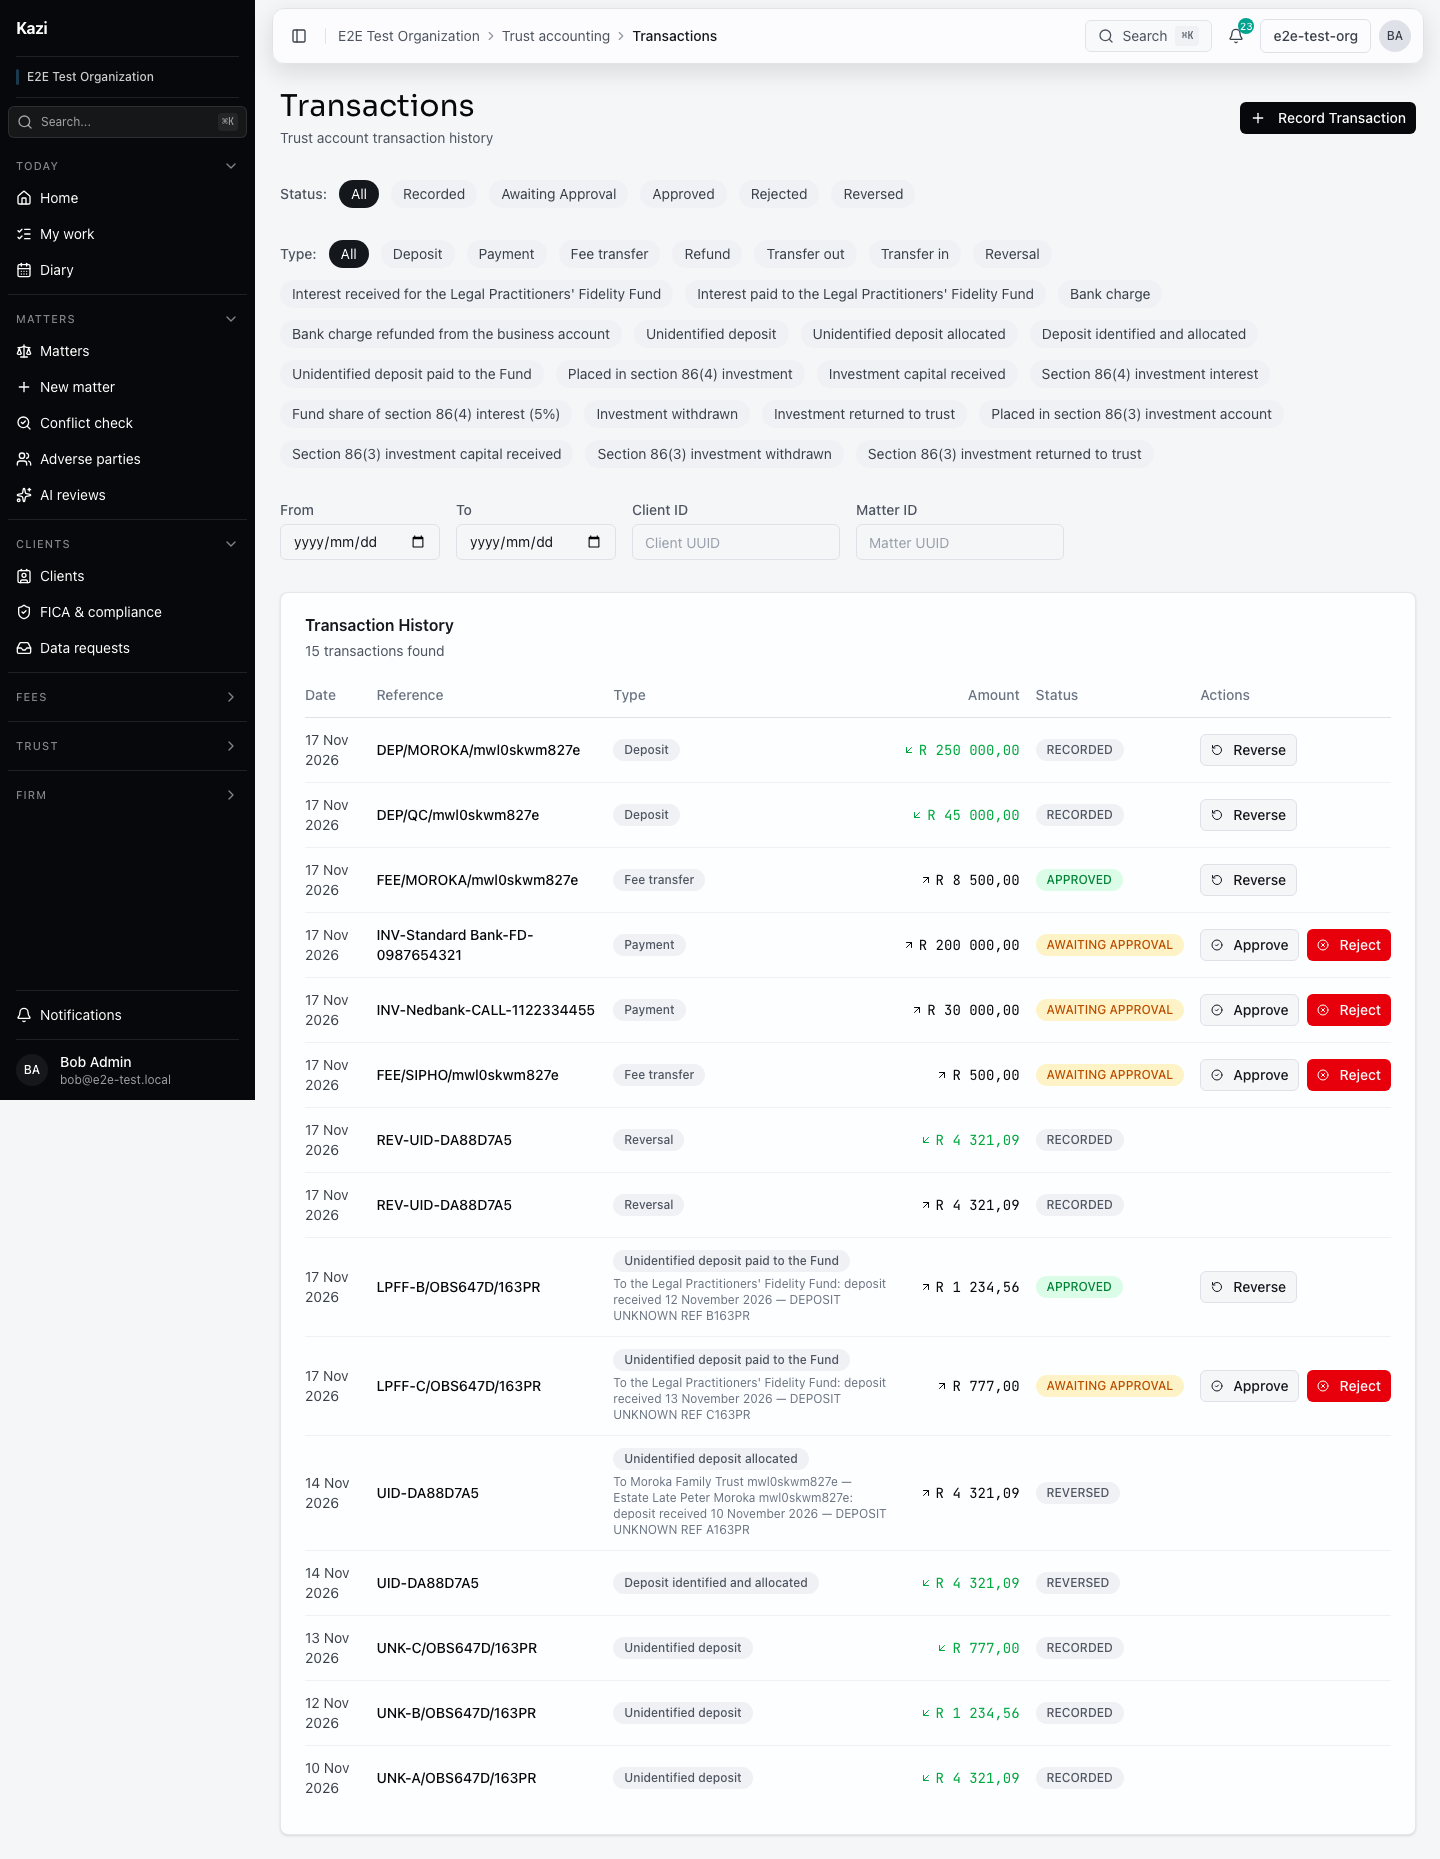 Kazi
E2E Test Organization
Search...
⌘K
TODAY
Home
My work
Diary
MATTERS
Matters
New matter
Conflict check
Adverse parties
AI reviews
CLIENTS
Clients
FICA & compliance
Data requests
FEES
TRUST
FIRM
Notifications
BA
Bob Admin
bob@e2e-test.local
E2E Test Organization
Trust accounting
Transactions
Search
⌘K
23
e2e-test-org
BA
Transactions
Trust account transaction history
Record Transaction
Status: All Recorded Awaiting Approval Approved Rejected Reversed
Type: All Deposit Payment Fee transfer Refund Transfer out Transfer in Reversal
Interest received for the Legal Practitioners' Fidelity Fund Interest paid to the Legal Practitioners' Fidelity Fund Bank charge
Bank charge refunded from the business account Unidentified deposit Unidentified deposit allocated Deposit identified and allocated
Unidentified deposit paid to the Fund Placed in section 86(4) investment Investment capital received Section 86(4) investment interest
Fund share of section 86(4) interest (5%) Investment withdrawn Investment returned to trust Placed in section 86(3) investment account
Section 86(3) investment capital received Section 86(3) investment withdrawn Section 86(3) investment returned to trust
From To Client ID Matter ID
yyyy/mm/dd yyyy/mm/dd Client UUID Matter UUID
Transaction History
15 transactions found
Date Reference Type Amount Status Actions
17 Nov
2026
DEP/MOROKA/mwl0skwm827e Deposit R 250 000,00 RECORDED Reverse
17 Nov
2026
DEP/QC/mwl0skwm827e Deposit R 45 000,00 RECORDED Reverse
17 Nov
2026
FEE/MOROKA/mwl0skwm827e Fee transfer R 8 500,00 APPROVED Reverse
17 Nov
2026
INV-Standard Bank-FD-
0987654321
Payment R 200 000,00 AWAITING APPROVAL Approve Reject
17 Nov
2026
INV-Nedbank-CALL-1122334455 Payment R 30 000,00 AWAITING APPROVAL Approve Reject
17 Nov
2026
FEE/SIPHO/mwl0skwm827e Fee transfer R 500,00 AWAITING APPROVAL Approve Reject
17 Nov
2026
REV-UID-DA88D7A5 Reversal R 4 321,09 RECORDED
17 Nov
2026
REV-UID-DA88D7A5 Reversal R 4 321,09 RECORDED
17 Nov
2026
LPFF-B/OBS647D/163PR
Unidentified deposit paid to the Fund
To the Legal Practitioners' Fidelity Fund: deposit
received 12 November 2026 — DEPOSIT
UNKNOWN REF B163PR
R 1 234,56 APPROVED Reverse
17 Nov
2026
LPFF-C/OBS647D/163PR
Unidentified deposit paid to the Fund
To the Legal Practitioners' Fidelity Fund: deposit
received 13 November 2026 — DEPOSIT
UNKNOWN REF C163PR
R 777,00 AWAITING APPROVAL Approve Reject
14 Nov
2026
UID-DA88D7A5
Unidentified deposit allocated
To Moroka Family Trust mwl0skwm827e —
Estate Late Peter Moroka mwl0skwm827e:
deposit received 10 November 2026 — DEPOSIT
UNKNOWN REF A163PR
R 4 321,09 REVERSED
14 Nov
2026
UID-DA88D7A5 Deposit identified and allocated R 4 321,09 REVERSED
13 Nov
2026
UNK-C/OBS647D/163PR Unidentified deposit R 777,00 RECORDED
12 Nov
2026
UNK-B/OBS647D/163PR Unidentified deposit R 1 234,56 RECORDED
10 Nov
2026
UNK-A/OBS647D/163PR Unidentified deposit R 4 321,09 RECORDED